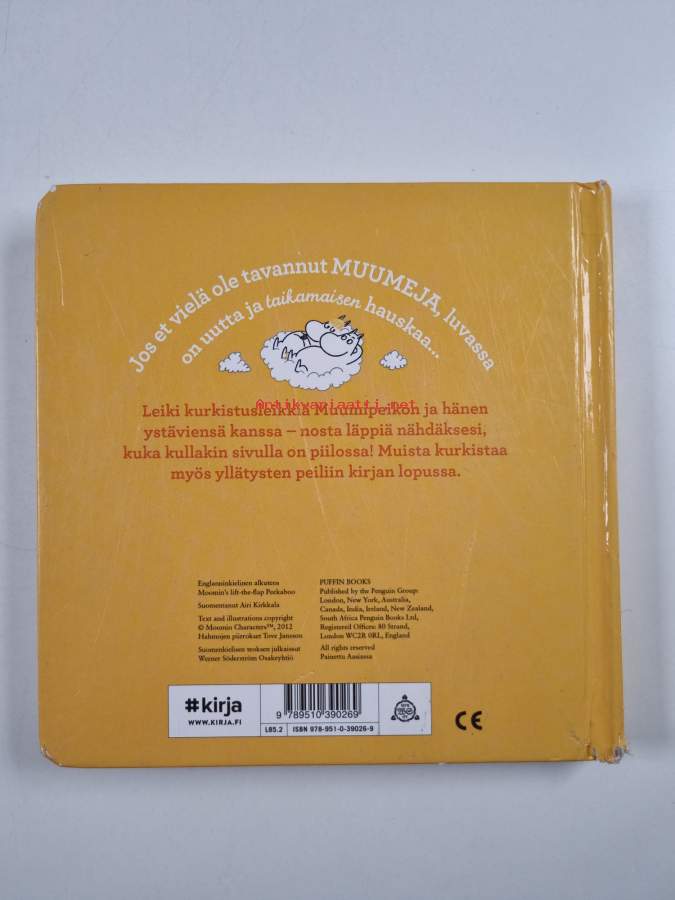 Jos et vielä ole tavannut MUUMEJA, luvassa
on uutta ja taikamaisen hauskaa...
Antikvariaatti.net
Leiki kurkistusleikkiä Muumipeikon ja hänen
ystäviensä kanssa – nosta läppiä nähdäksesi,
kuka kullakin sivulla on piilossa! Muista kurkistaa
myös yllätysten peiliin kirjan lopussa.
Englanninkielinen alkuteos
Moomin's lift-the-flap Peekaboo
Suomentanut Airi Kirkkala
Text and illustrations copyright
© Moomin Characters™, 2012
Hahmojen piirrokset Tove Jansson
Suomenkielisen teoksen julkaissut
Werner Söderström Osakeyhtiö
PUFFIN BOOKS
Published by the Penguin Group:
London, New York, Australia,
Canada, India, Ireland, New Zealand,
South Africa Penguin Books Ltd,
Registered Offices: 80 Strand,
London WC2R 0RL, England
All rights reserved
Painettu Aasiassa
#kirja
WWW.KIRJA.FI
9 789510 390269
L85.2
ISBN 978-951-0-39026-9
CE